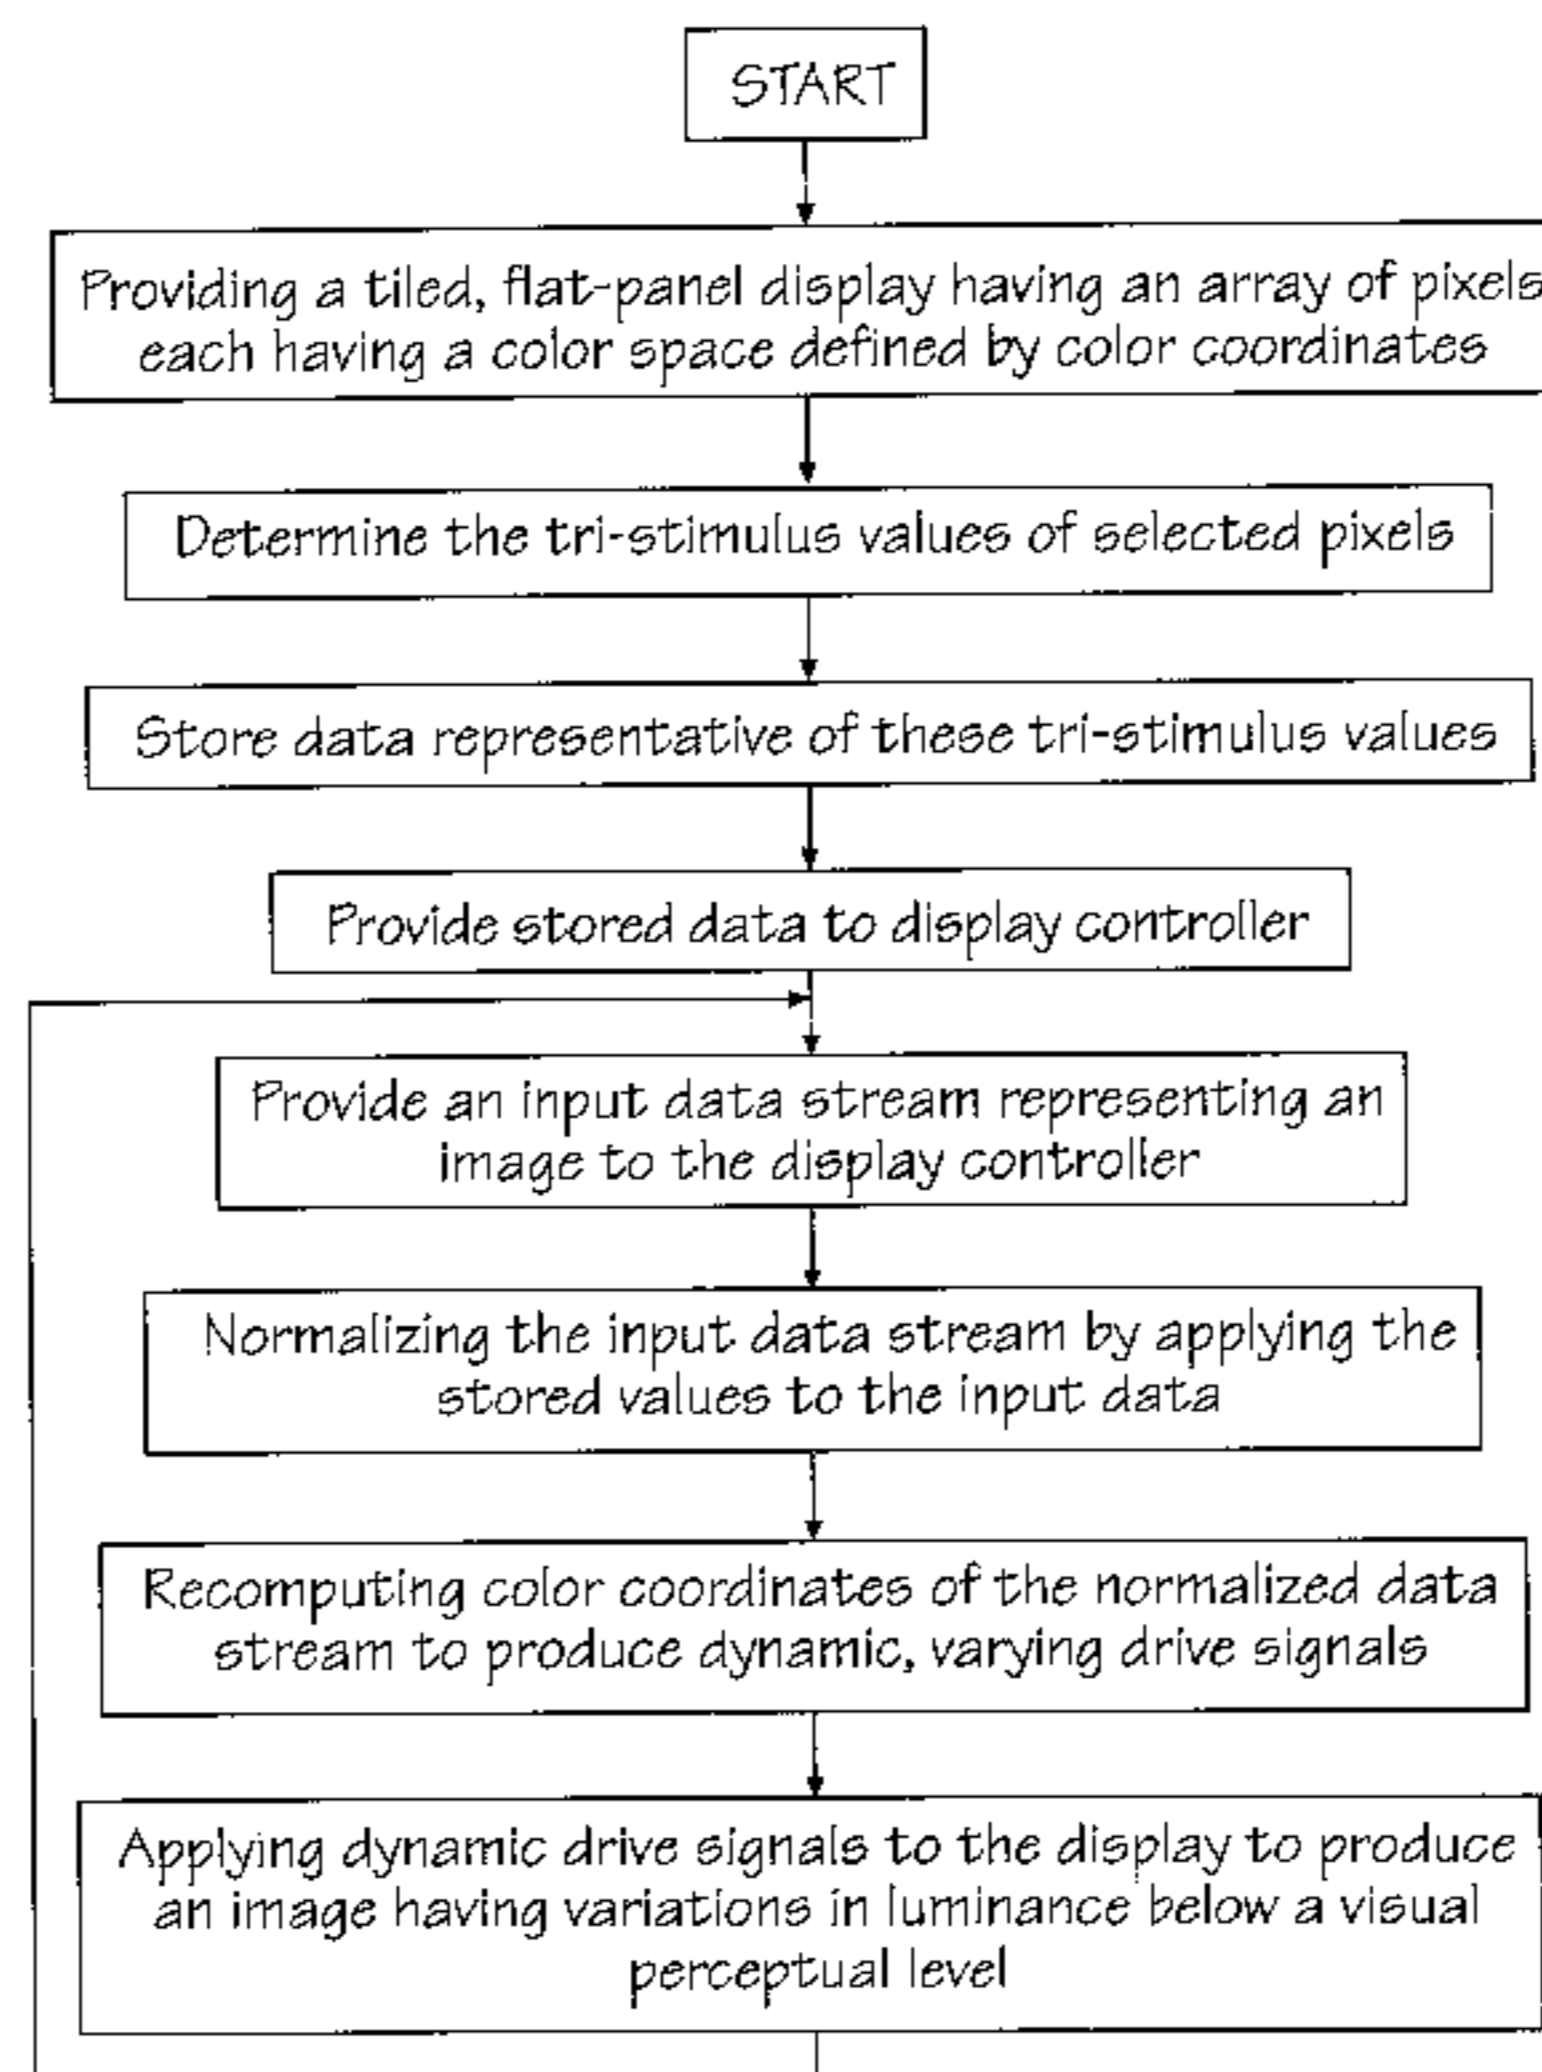 START
Providing a tiled, flat-panel display having an array of pixels
each having a color space defined by color coordinates
Determine the tri-stimulus values of selected pixels
Store data representative of these tri-stimulus values
Provide stored data to display controller
Provide an input data stream representing an
image to the display controller
Normalizing the input data stream by applying the
stored values to the input data
Recomputing color coordinates of the normalized data
stream to produce dynamic, varying drive signals
Applying dynamic drive signals to the display to produce
an image having variations in luminance below a visual
perceptual level